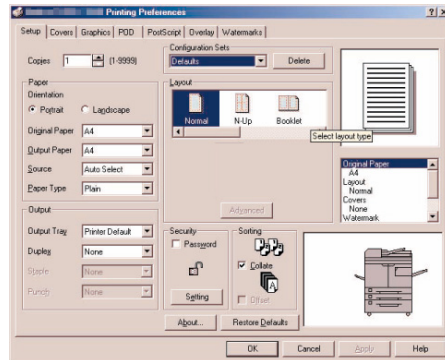 Printing Preferences
Setup Covers Graphics POD PostScript Overlay Watermarks
Copies 1 (1-9999)
Configuration Sets
Defaults
Delete
Paper
Orientation
Portrait Landscape
Original Paper A4
Output Paper A4
Source Auto Select
Paper Type Plain
Layout
Normal N-Up Booklet
Select layout type
Advanced
Original Paper
A4
Layout
Normal
Covers
None
Watermark
Output
Output Tray Printer Default
Duplex None
Staple None
Punch None
Security
Password
Setting
Sorting
Collate
Offset
About... Restore Defaults
OK Cancel Apply Help